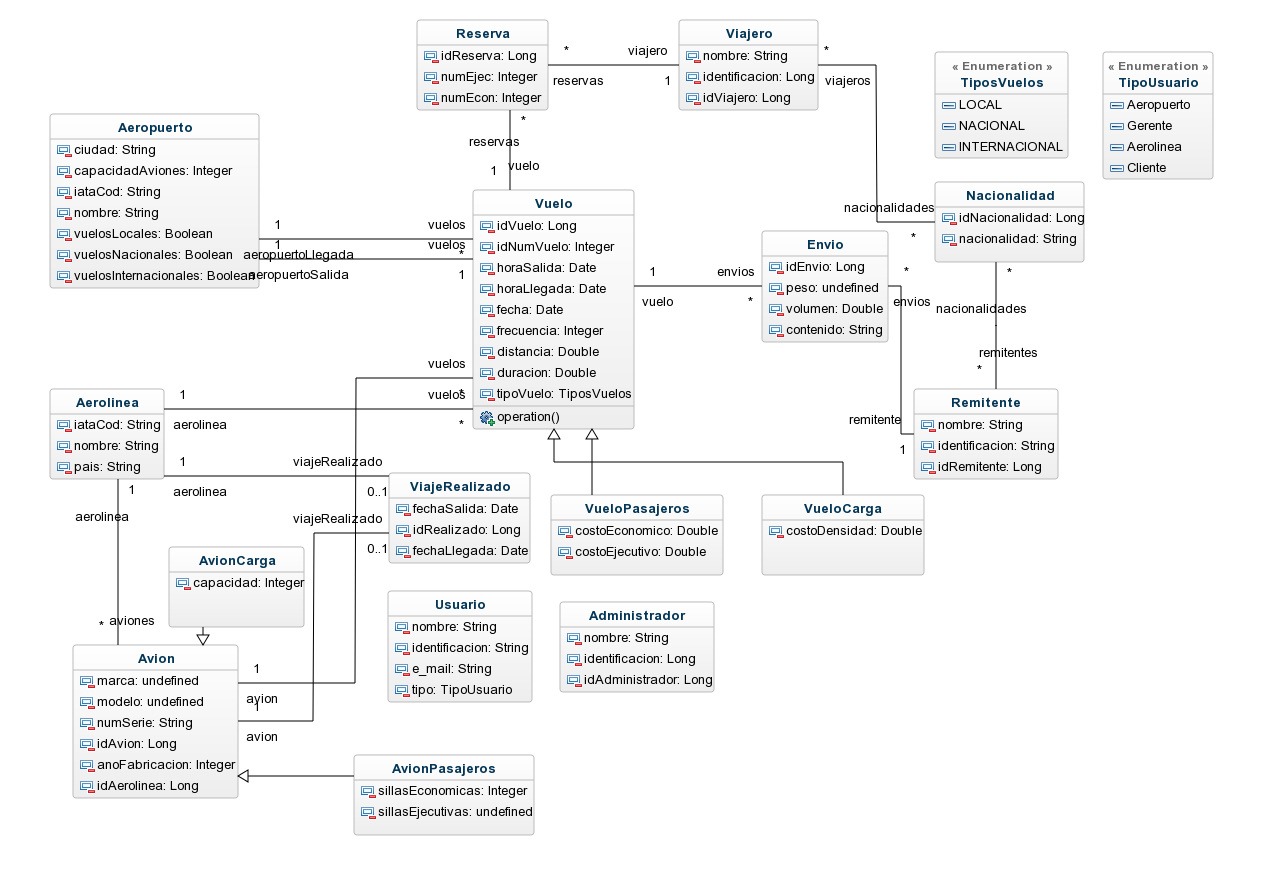 Reserva
idReserva: Long
numEjec: Integer
numEcon: Integer
*
viajero
reservas
1
Viajero
nombre: String
identificacion: Long
idViajero: Long
*
viajeros
« Enumeration »
TiposVuelos
LOCAL
NACIONAL
INTERNACIONAL
« Enumeration »
TipoUsuario
Aeropuerto
Gerente
Aerolinea
Cliente
*
reservas
1
vuelo
Aeropuerto
ciudad: String
capacidadAviones: Integer
iataCod: String
nombre: String
vuelosLocales: Boolean
vuelosNacionales: Boolean
vuelosInternacionales: Boolean
1
vuelos
1
vuelos
aeropuertoLlegada
*
aeropuertoSalida
1
Vuelo
idVuelo: Long
idNumVuelo: Integer
horaSalida: Date
horaLlegada: Date
fecha: Date
frecuencia: Integer
distancia: Double
duracion: Double
tipoVuelo: TiposVuelos
operation()
1
envios
vuelo
*
Envio
idEnvio: Long
peso: undefined
volumen: Double
contenido: String
nacionalidades
*
Nacionalidad
idNacionalidad: Long
nacionalidad: String
*
envios
*
nacionalidades
remitentes
*
remitente
1
Remitente
nombre: String
identificacion: String
idRemitente: Long
vuelos
*
vuelos
*
Aerolinea
iataCod: String
nombre: String
pais: String
1
aerolinea
1
viajeRealizado
aerolinea
0..1
1
aerolinea
viajeRealizado
0..1
ViajeRealizado
fechaSalida: Date
idRealizado: Long
fechaLlegada: Date
VueloPasajeros
costoEconomico: Double
costoEjecutivo: Double
VueloCarga
costoDensidad: Double
AvionCarga
capacidad: Integer
* aviones
Avion
marca: undefined
modelo: undefined
numSerie: String
idAvion: Long
anoFabricacion: Integer
idAerolinea: Long
1
avion
1
avion
Usuario
nombre: String
identificacion: String
e_mail: String
tipo: TipoUsuario
Administrador
nombre: String
identificacion: Long
idAdministrador: Long
AvionPasajeros
sillasEconomicas: Integer
sillasEjecutivas: undefined